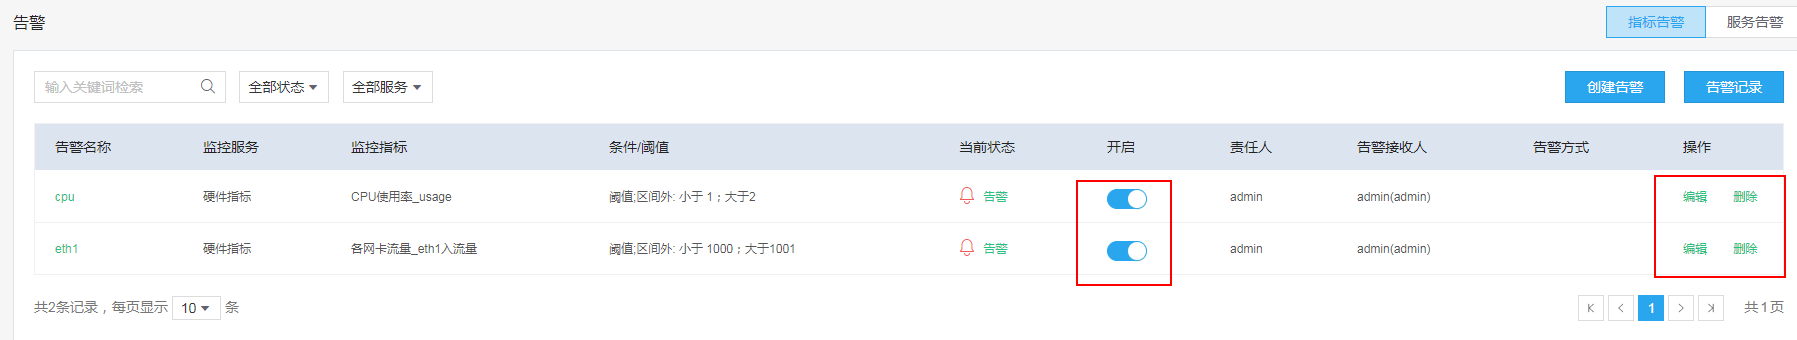 告警
指标告警 服务告警
输入关键词检索 全部状态 全部服务 创建告警 告警记录
告警名称 监控服务 监控指标 条件/阈值 当前状态 开启 责任人 告警接收人 告警方式 操作
cpu 硬件指标 CPU使用率_usage 阈值;区间外: 小于 1；大于2 告警 admin admin(admin) 编辑 删除
eth1 硬件指标 各网卡流量_eth1入流量 阈值;区间外: 小于 1000；大于1001 告警 admin admin(admin) 编辑 删除
共2条记录，每页显示 10 条 1 共1页